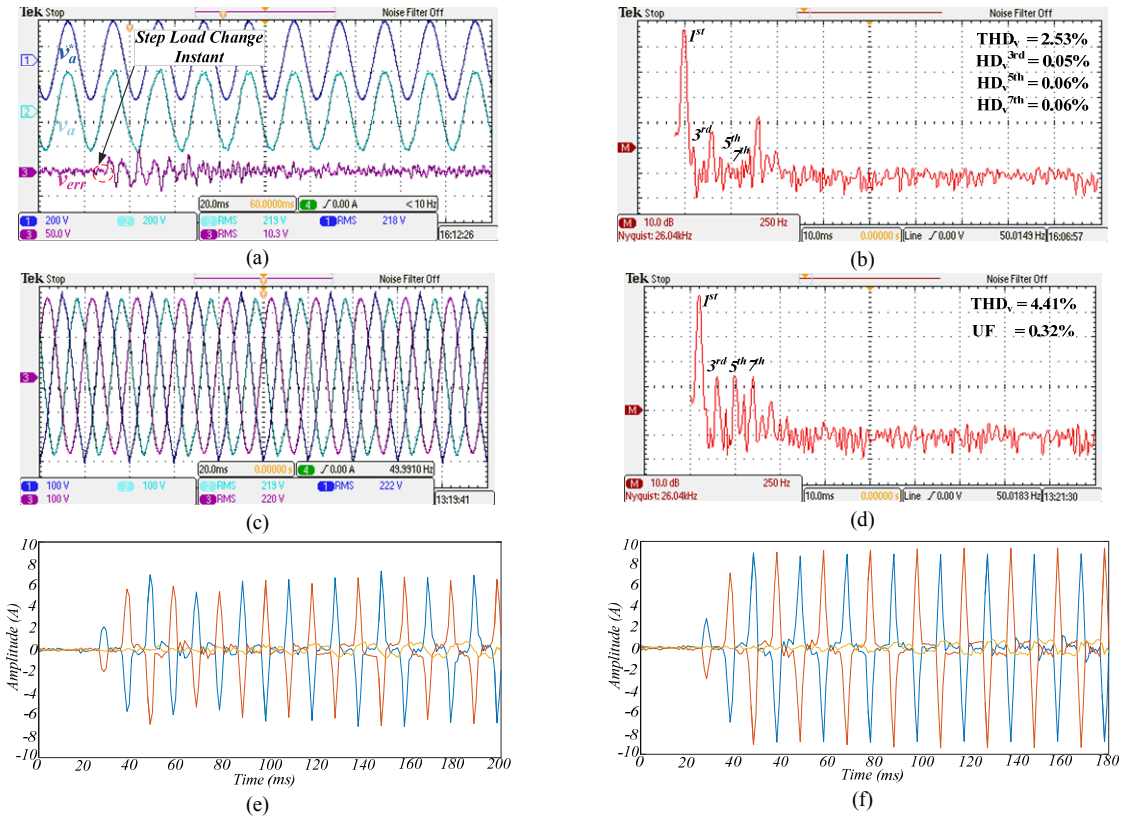 Tek Stop
Noise Filter Off
Step Load Change
Instant
1
v*a
2
va
3
verr
20.0ms 60.0000ms 4 0.00 A < 10 Hz
1 200 V 2 200 V 2 RMS 219 V 1 RMS 218 V
3 50.0 V 3 RMS 10.3 V
16:12:26
(a)
Tek Stop
Noise Filter Off
1st
THDv = 2.53%
HDv3rd = 0.05%
HDv5th = 0.06%
HDv7th = 0.06%
3rd 5th
7th
M
M 10.0 dB 250 Hz
Nyquist: 26.04kHz
10.0ms 0.00000 s Line 0.00 V 50.0149 Hz 16:06:57
(b)
Tek Stop
Noise Filter Off
3
20.0ms 0.00000 s 4 0.00 A 49.9910 Hz
1 100 V 2 100 V 2 RMS 219 V 1 RMS 222 V
3 100 V 3 RMS 220 V
13:19:41
(c)
Tek Stop
Noise Filter Off
1st
THDv = 4.41%
UF = 0.32%
3rd 5th 7th
M
M 10.0 dB 250 Hz
Nyquist: 26.04kHz
10.0ms 0.00000 s Line 0.00 V 50.0183 Hz 13:21:30
(d)
Amplitude (A)
10
8
6
4
2
0
-2
-4
-6
-8
-10
0 20 40 60 80 100 120 140 160 180 200
Time (ms)
(e)
Amplitude (A)
10
8
6
4
2
0
-2
-4
-6
-8
-10
0 20 40 60 80 100 120 140 160 180
Time (ms)
(f)